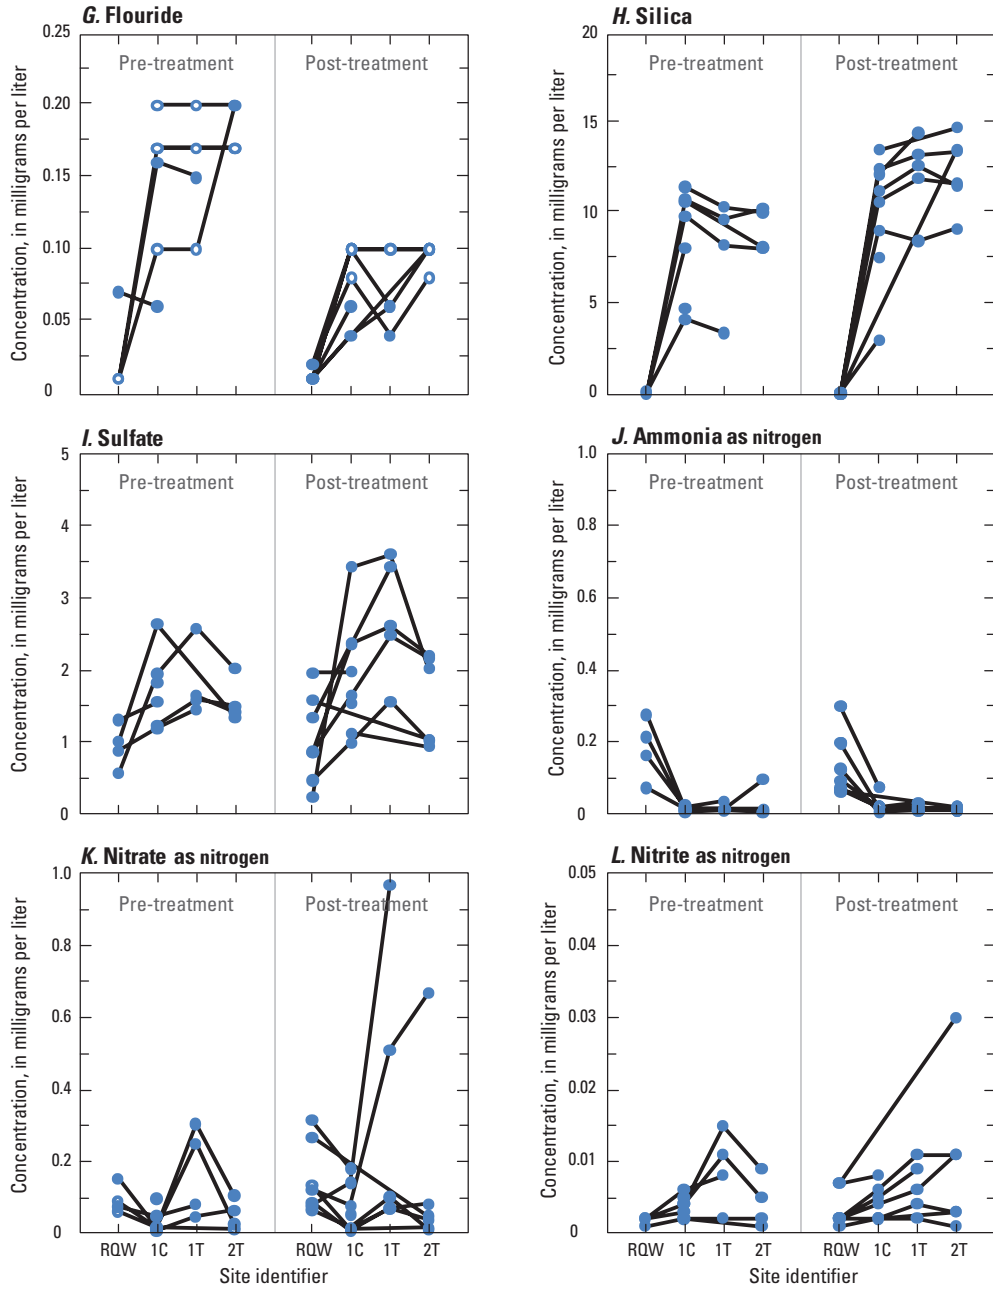 G. Flouride
H. Silica
0.25
0.20
0.15
0.10
0.05
0
Concentration, in milligrams per liter
Pre-treatment
Post-treatment
20
15
10
5
0
Concentration, in milligrams per liter
Pre-treatment
Post-treatment
I. Sulfate
J. Ammonia as nitrogen
5
4
3
2
1
0
Concentration, in milligrams per liter
Pre-treatment
Post-treatment
1.0
0.8
0.6
0.4
0.2
0
Concentration, in milligrams per liter
Pre-treatment
Post-treatment
K. Nitrate as nitrogen
L. Nitrite as nitrogen
1.0
0.8
0.6
0.4
0.2
0
Concentration, in milligrams per liter
Pre-treatment
Post-treatment
RQW 1C 1T 2T RQW 1C 1T 2T
Site identifier
0.05
0.04
0.03
0.02
0.01
0
Concentration, in milligrams per liter
Pre-treatment
Post-treatment
RQW 1C 1T 2T RQW 1C 1T 2T
Site identifier